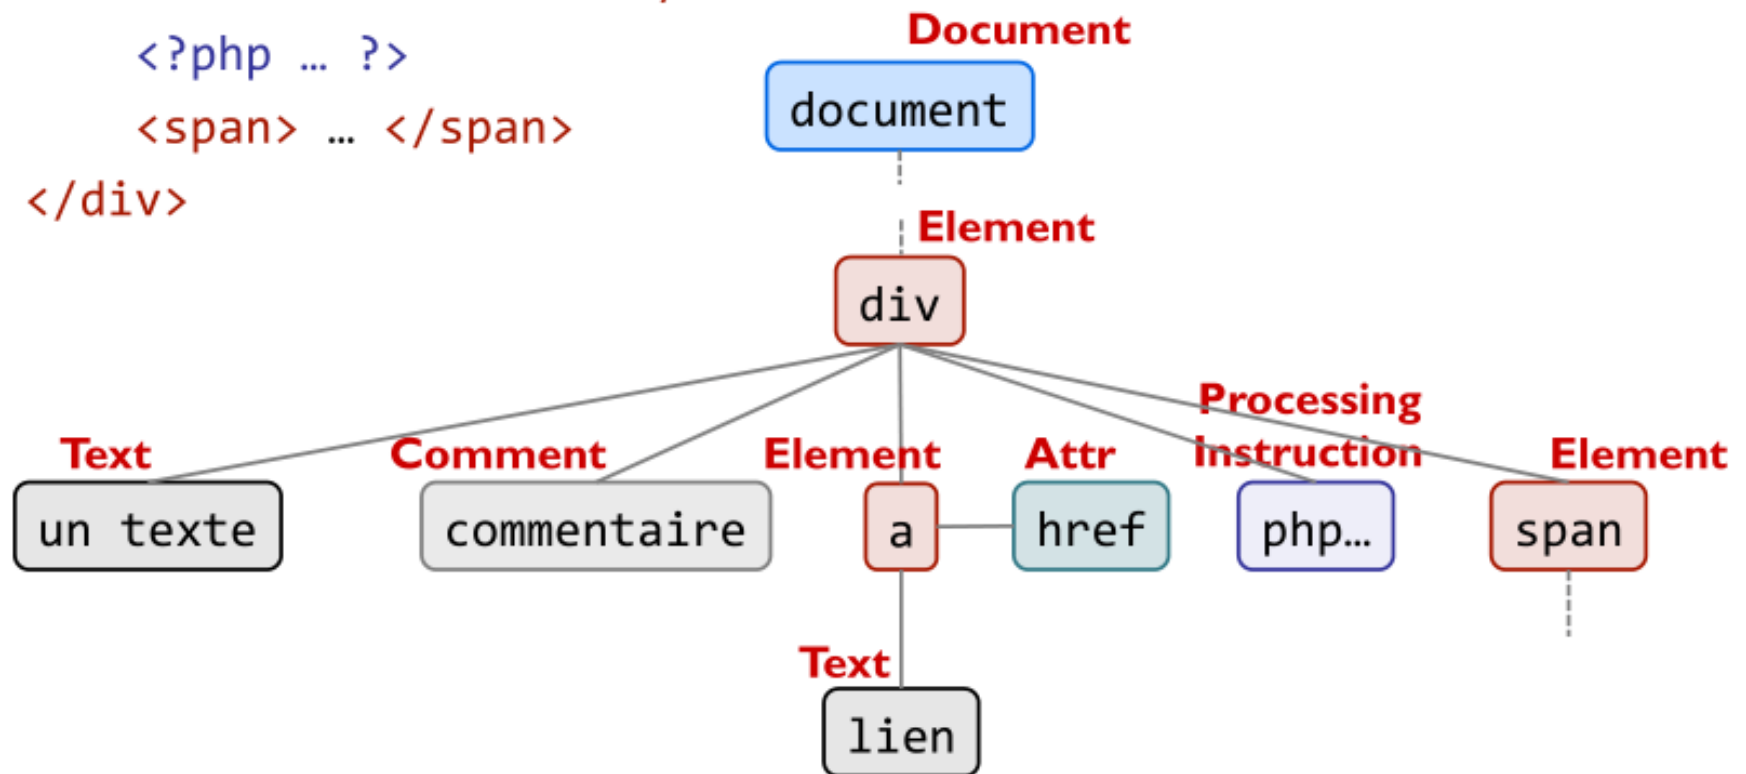 <?php … ?>
<span> … </span>
</div>
Document
document
Element
div
Processing
Text Comment Element Attr Instruction Element
un texte commentaire a href php… span
Text
lien